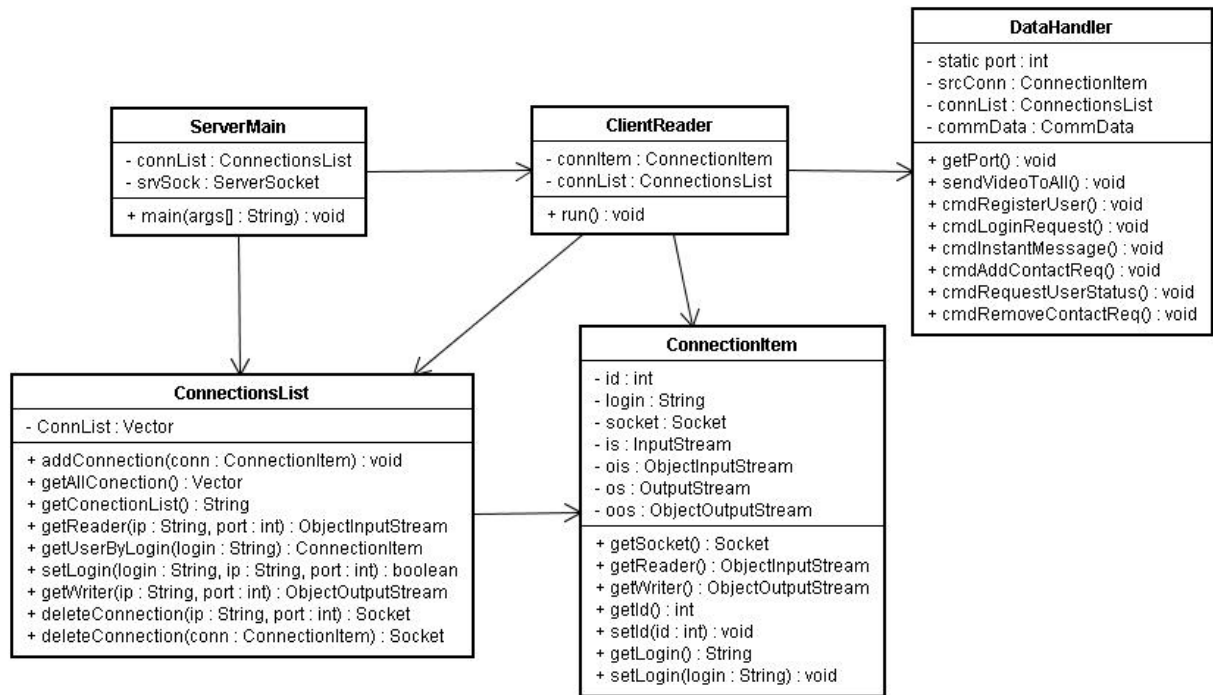 DataHandler
- static port : int
- srcConn : ConnectionItem
- connList : ConnectionsList
- commData : CommData
+ getPort() : void
+ sendVideoToAll() : void
+ cmdRegisterUser() : void
+ cmdLoginRequest() : void
+ cmdInstantMessage() : void
+ cmdAddContactReq() : void
+ cmdRequestUserStatus() : void
+ cmdRemoveContactReq() : void
ServerMain
- connList : ConnectionsList
- srvSock : ServerSocket
+ main(args[] : String) : void
ClientReader
- connItem : ConnectionItem
- connList : ConnectionsList
+ run() : void
ConnectionsList
- ConnList : Vector
+ addConnection(conn : ConnectionItem) : void
+ getAllConection() : Vector
+ getConectionList() : String
+ getReader(ip : String, port : int) : ObjectInputStream
+ getUserByLogin(login : String) : ConnectionItem
+ setLogin(login : String, ip : String, port : int) : boolean
+ getWriter(ip : String, port : int) : ObjectOutputStream
+ deleteConnection(ip : String, port : int) : Socket
+ deleteConnection(conn : ConnectionItem) : Socket
ConnectionItem
- id : int
- login : String
- socket : Socket
- is : InputStream
- ois : ObjectInputStream
- os : OutputStream
- oos : ObjectOutputStream
+ getSocket() : Socket
+ getReader() : ObjectInputStream
+ getWriter() : ObjectOutputStream
+ getId() : int
+ setId(id : int) : void
+ getLogin() : String
+ setLogin(login : String) : void